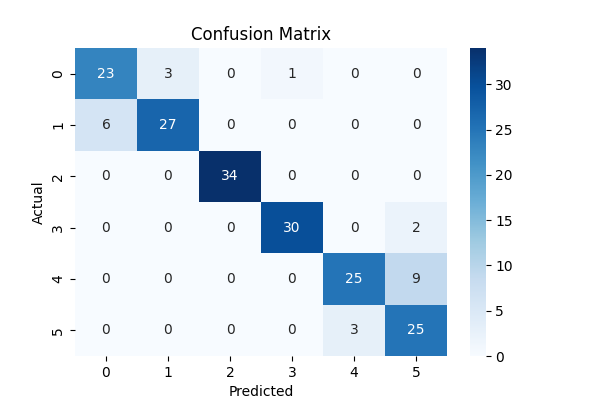 Confusion Matrix
0 23 3 0 1 0 0
1 6 27 0 0 0 0
2 0 0 34 0 0 0
3 0 0 0 30 0 2
4 0 0 0 0 25 9
5 0 0 0 0 3 25
0 1 2 3 4 5
Predicted
Actual
30
25
20
15
10
5
0